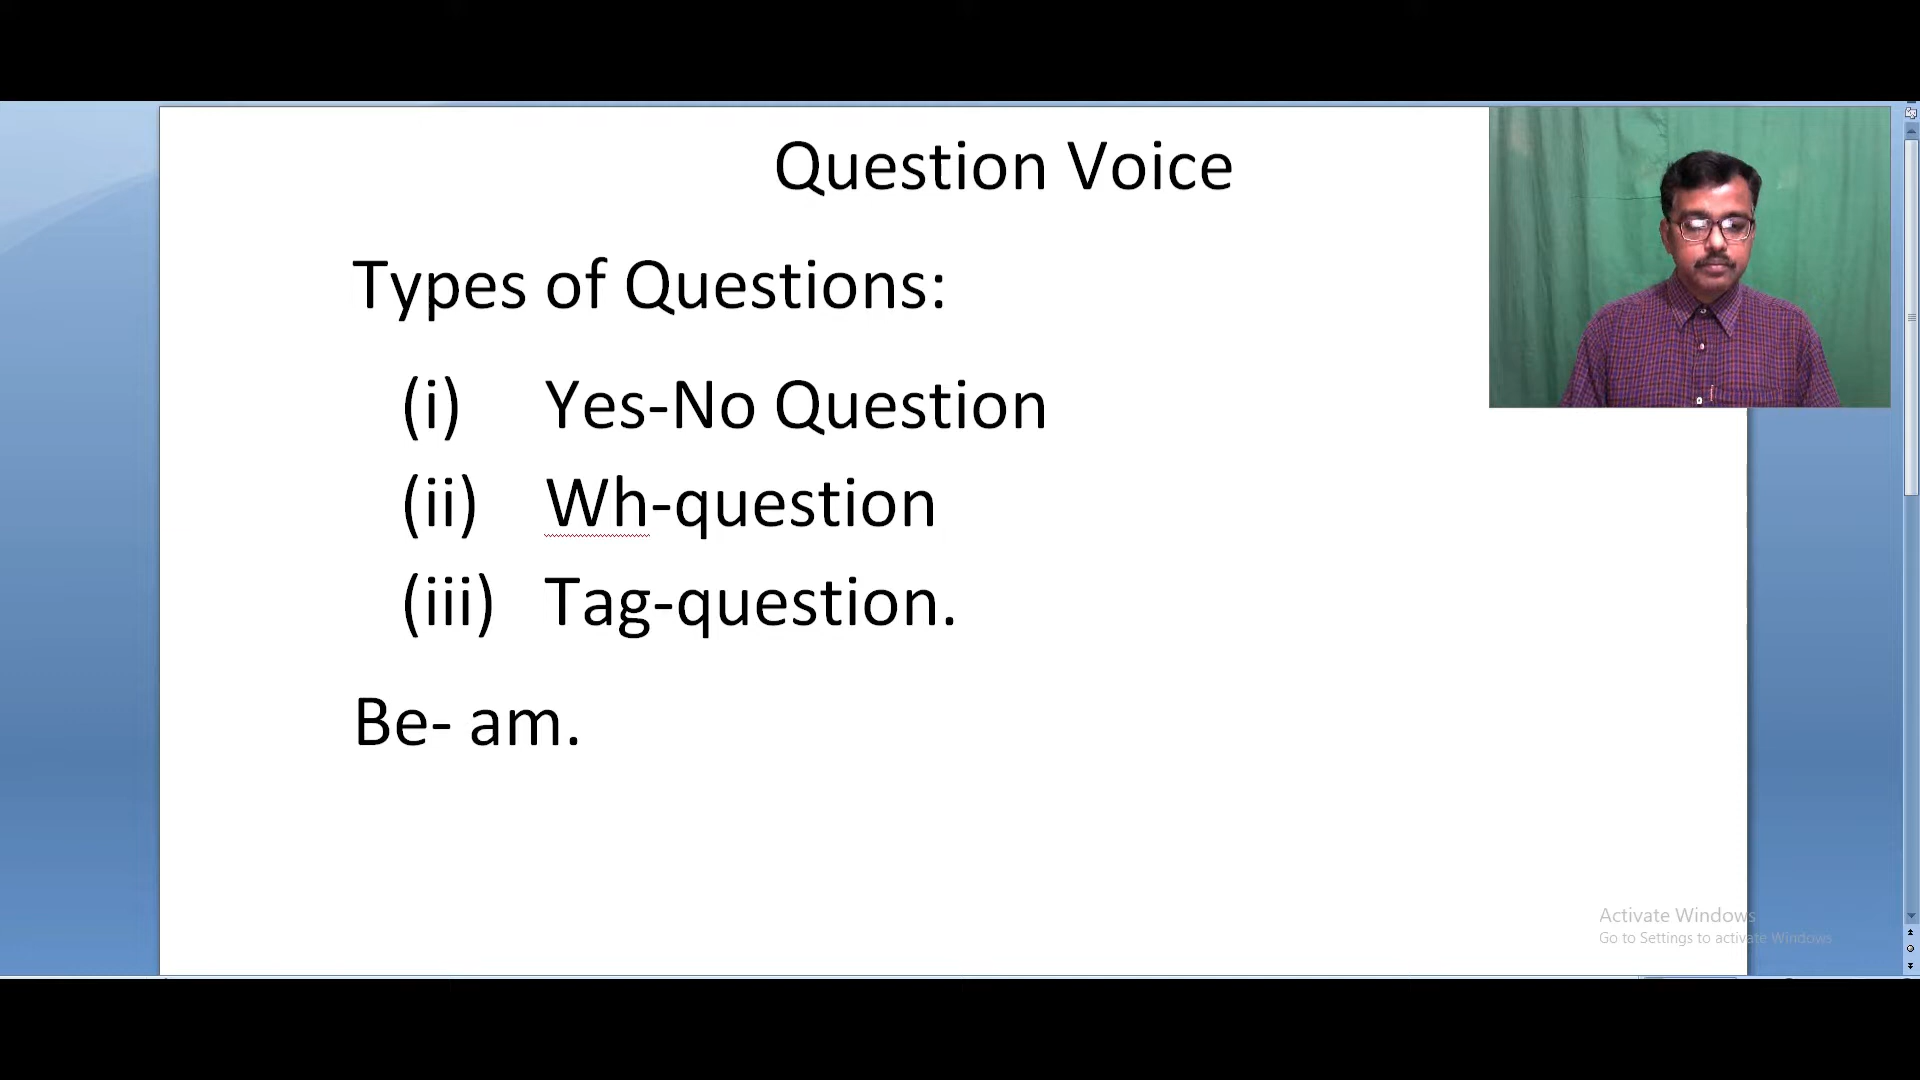 Question Voice
Types of Questions:
(i) Yes-No Question
(ii) Wh-question
(iii) Tag-question.
Be- am.
Activate Windows
Go to Settings to activate Windows